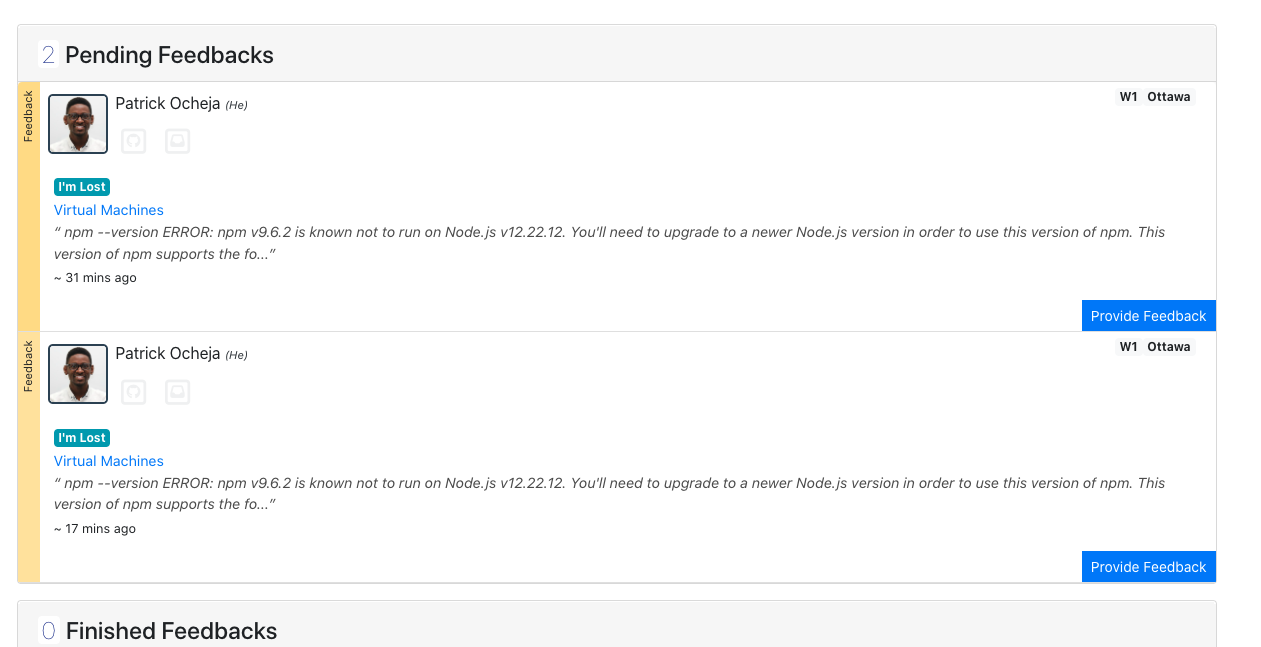 2 Pending Feedbacks
Feedback
Patrick Ocheja (He)
W1 Ottawa
I'm Lost
Virtual Machines
“ npm --version ERROR: npm v9.6.2 is known not to run on Node.js v12.22.12. You'll need to upgrade to a newer Node.js version in order to use this version of npm. This
version of npm supports the fo...”
~ 31 mins ago
Provide Feedback
Feedback
Patrick Ocheja (He)
W1 Ottawa
I'm Lost
Virtual Machines
“ npm --version ERROR: npm v9.6.2 is known not to run on Node.js v12.22.12. You'll need to upgrade to a newer Node.js version in order to use this version of npm. This
version of npm supports the fo...”
~ 17 mins ago
Provide Feedback
0 Finished Feedbacks